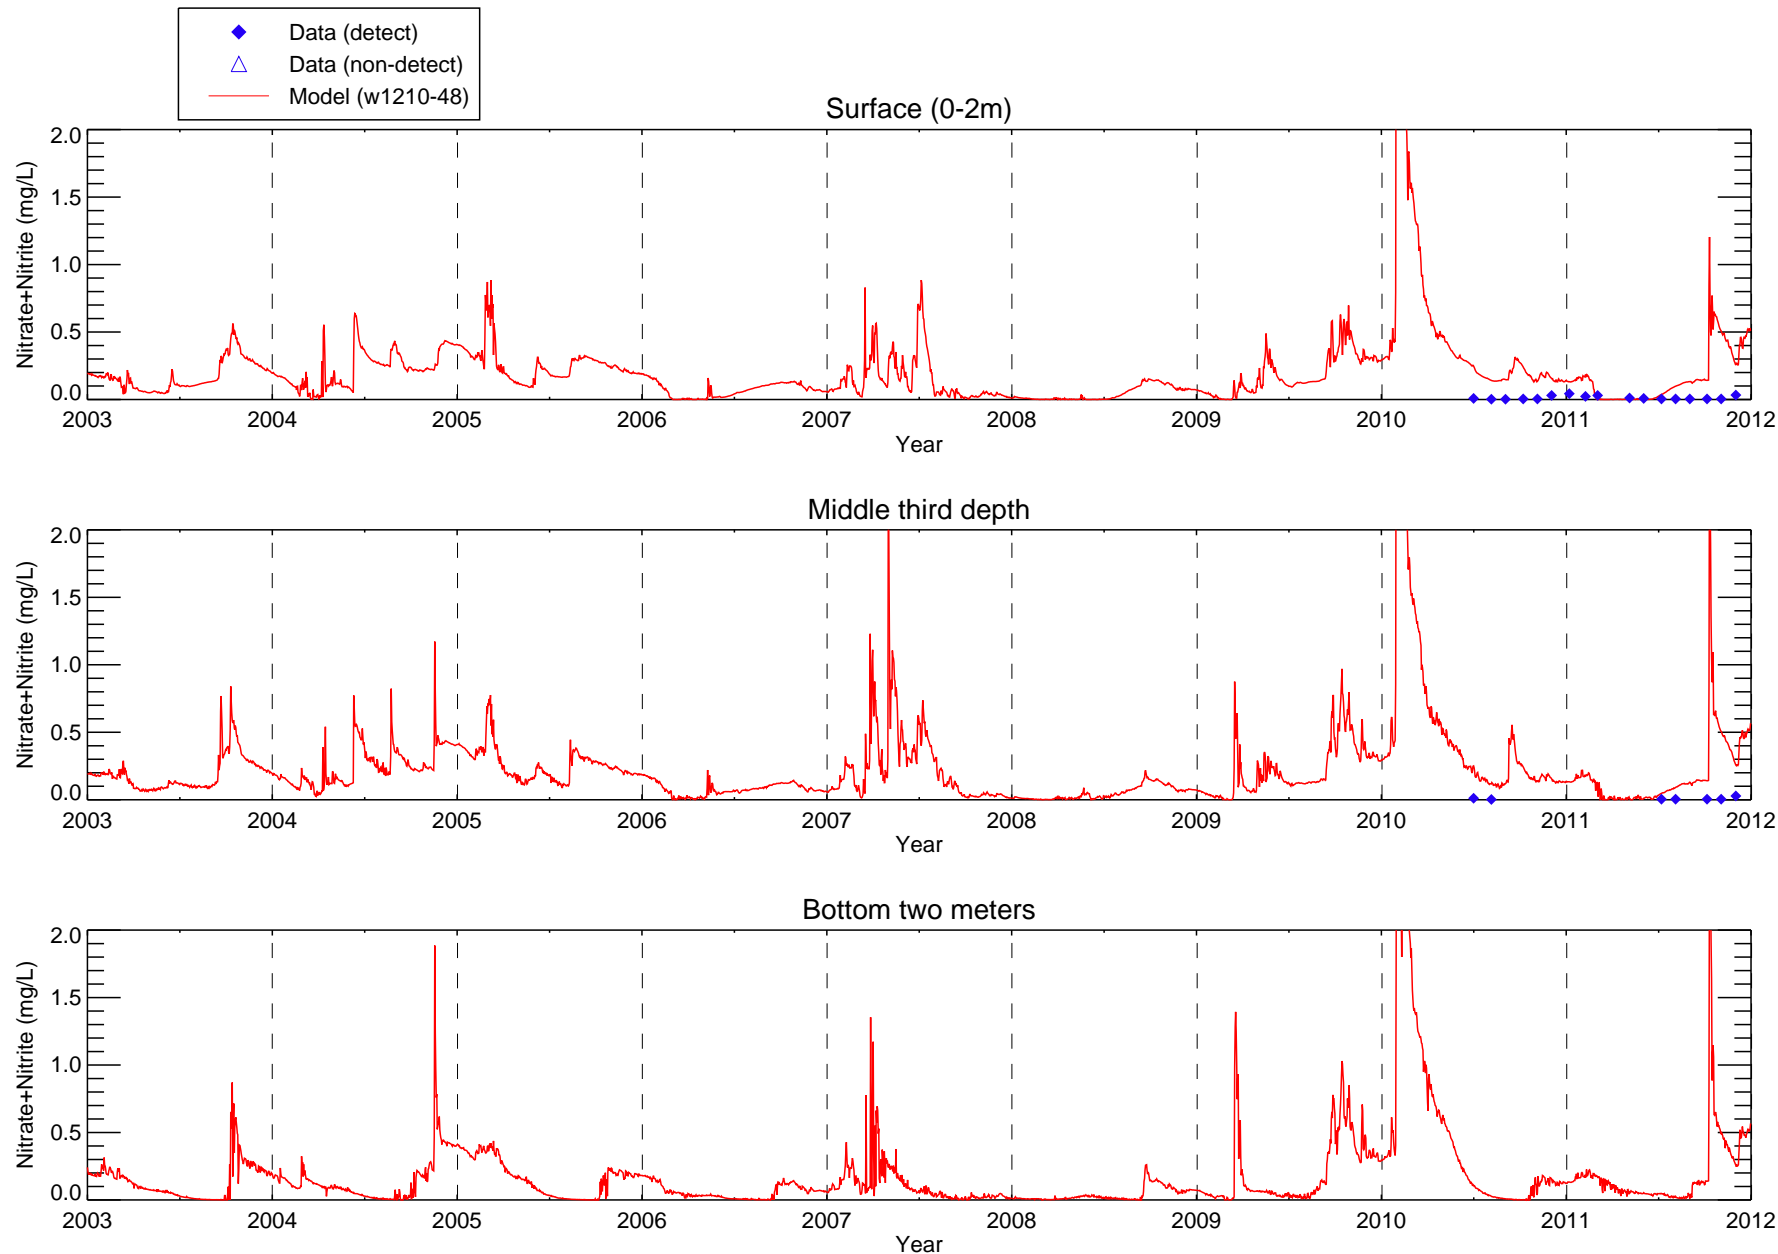 Data (detect)
Data (non-detect)
Model (w1210-48)
Surface (0-2m)
Nitrate+Nitrite (mg/L)
2.0
1.5
1.0
0.5
0.0
2003 2004 2005 2006 2007 2008 2009 2010 2011 2012
Year
Middle third depth
Nitrate+Nitrite (mg/L)
2.0
1.5
1.0
0.5
0.0
2003 2004 2005 2006 2007 2008 2009 2010 2011 2012
Year
Bottom two meters
Nitrate+Nitrite (mg/L)
2.0
1.5
1.0
0.5
0.0
2003 2004 2005 2006 2007 2008 2009 2010 2011 2012
Year